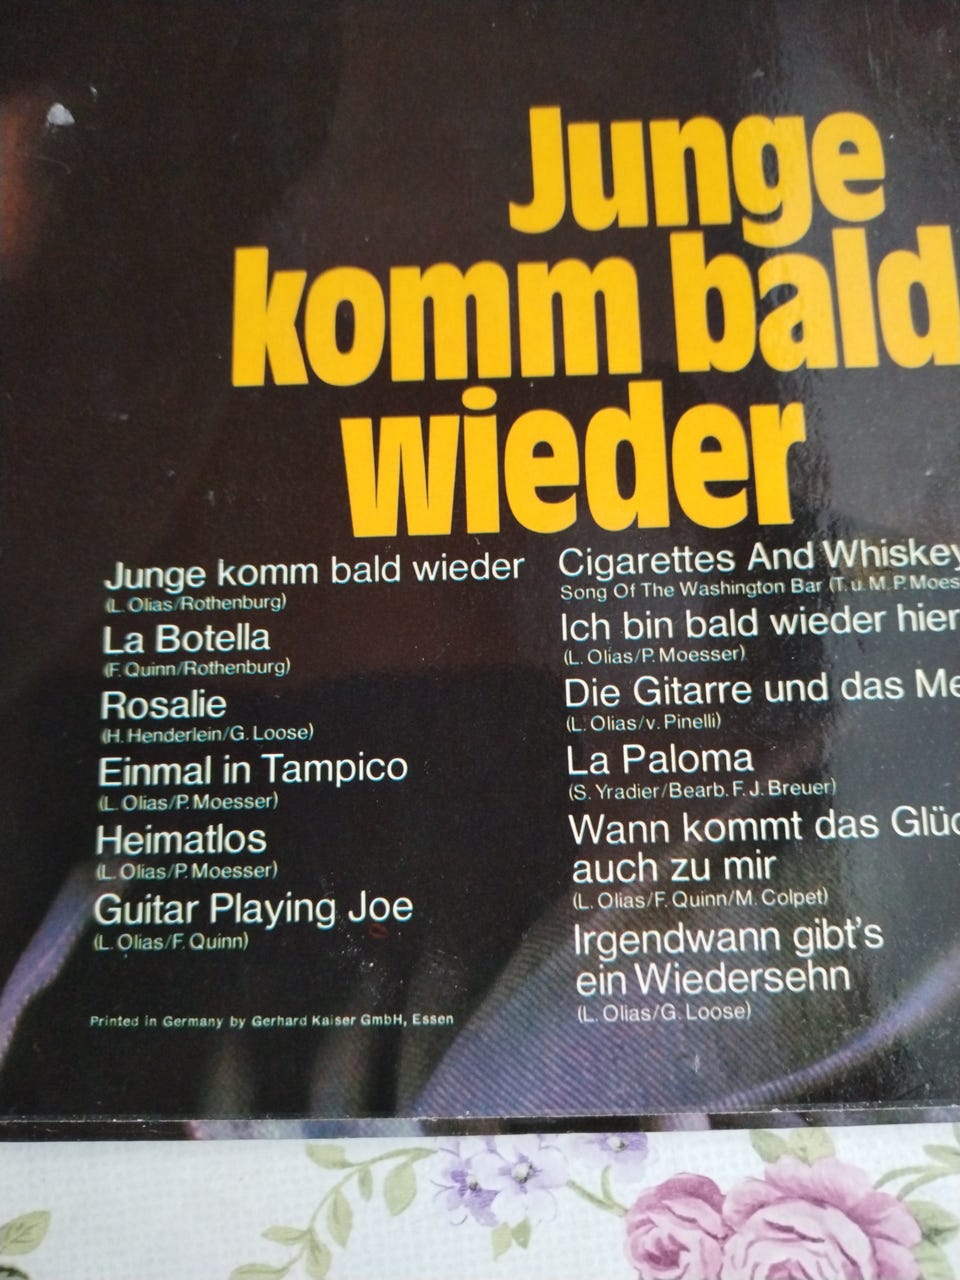 Junge
komm bald
wieder
Junge komm bald wieder
(L. Olias/Rothenburg)
La Botella
(F. Quinn/Rothenburg)
Rosalie
(H. Henderlein/G. Loose)
Einmal in Tampico
(L. Olias/P. Moesser)
Heimatlos
(L. Olias/P. Moesser)
Guitar Playing Joe
(L. Olias/F. Quinn)
Printed in Germany by Gerhard Kaiser GmbH, Essen
Cigarettes And Whiskey
Song Of The Washington Bar (T. u. M. P. Moes
Ich bin bald wieder hier
(L. Olias/P. Moesser)
Die Gitarre und das Me
(L. Olias/v. Pinelli)
La Paloma
(S. Yradier/Bearb. F. J. Breuer)
Wann kommt das Glüc
auch zu mir
(L. Olias/F. Quinn/M. Colpet)
Irgendwann gibt's
ein Wiedersehn
(L. Olias/G. Loose)